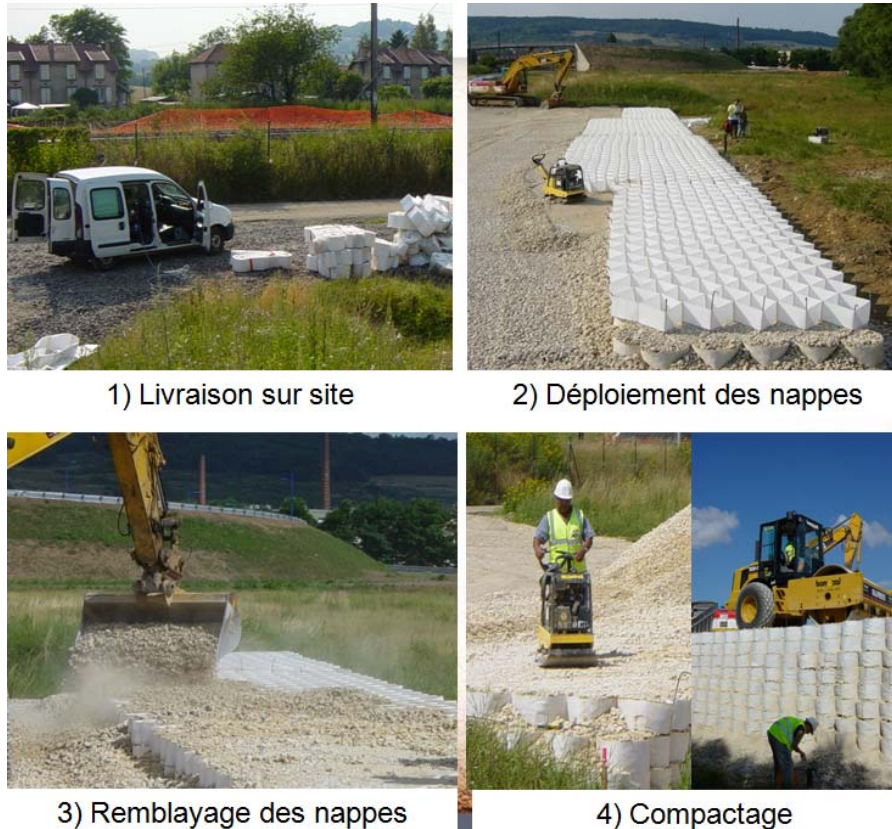 1) Livraison sur site
2) Déploiement des nappes
3) Remblayage des nappes
4) Compactage